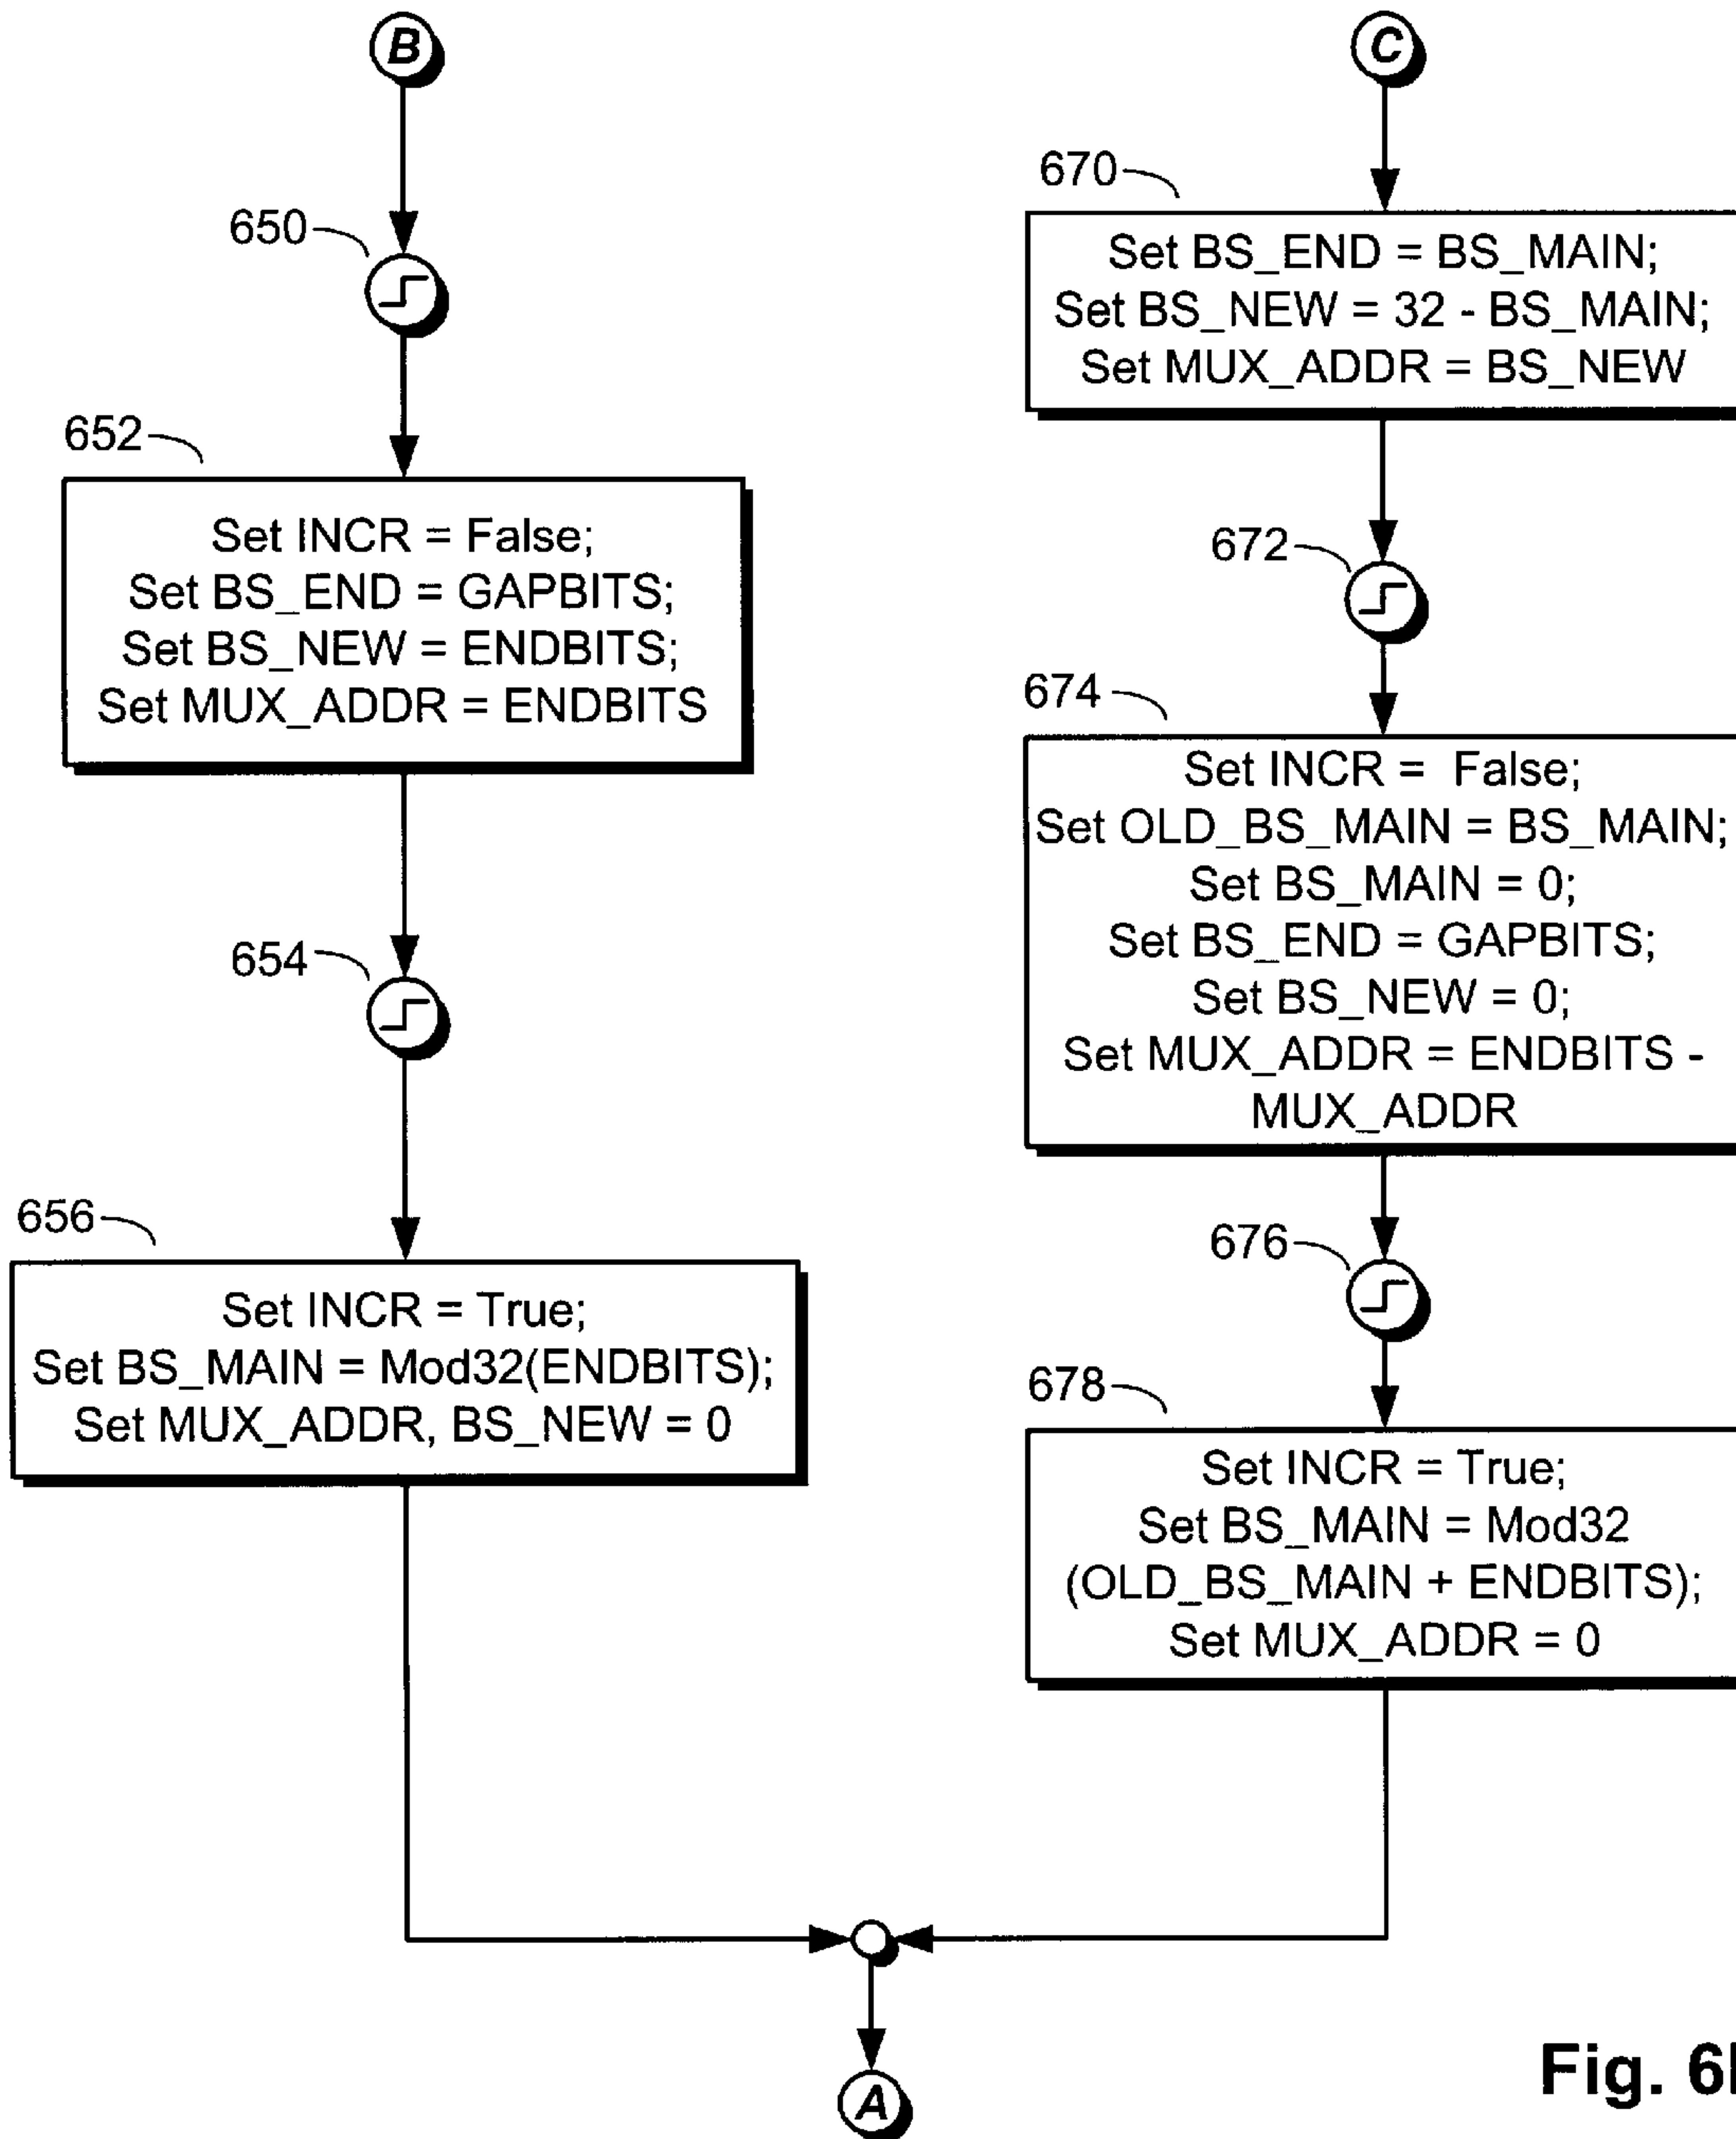 B
650
652
Set INCR = False;
Set BS_END = GAPBITS;
Set BS_NEW = ENDBITS;
Set MUX_ADDR = ENDBITS
654
656
Set INCR = True;
Set BS_MAIN = Mod32(ENDBITS);
Set MUX_ADDR, BS_NEW = 0
C
670
Set BS_END = BS_MAIN;
Set BS_NEW = 32 - BS_MAIN;
Set MUX_ADDR = BS_NEW
672
674
Set INCR = False;
Set OLD_BS_MAIN = BS_MAIN;
Set BS_MAIN = 0;
Set BS_END = GAPBITS;
Set BS_NEW = 0;
Set MUX_ADDR = ENDBITS -
MUX_ADDR
676
678
Set INCR = True;
Set BS_MAIN = Mod32
(OLD_BS_MAIN + ENDBITS);
Set MUX_ADDR = 0
A
Fig.